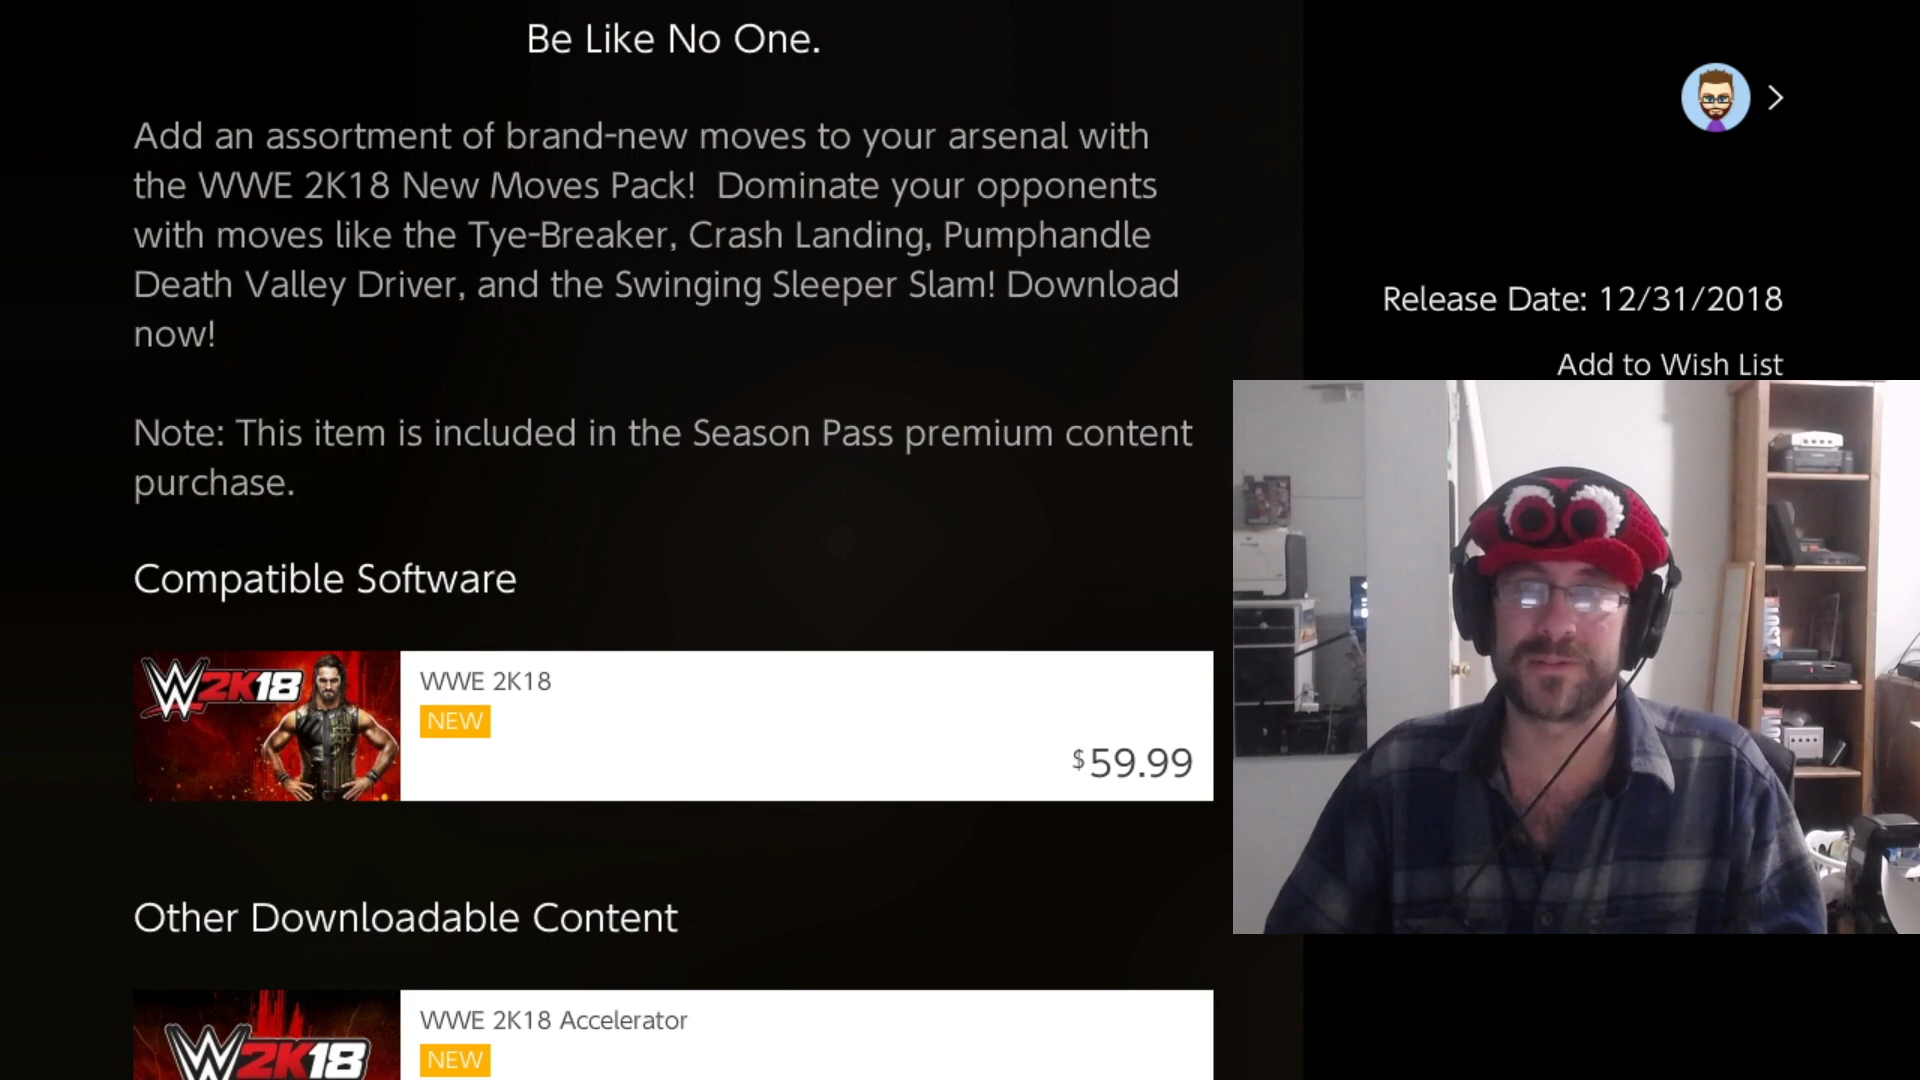 Be Like No One.
Add an assortment of brand-new moves to your arsenal with
the WWE 2K18 New Moves Pack!  Dominate your opponents
with moves like the Tye-Breaker, Crash Landing, Pumphandle
Death Valley Driver, and the Swinging Sleeper Slam! Download
now!
Note: This item is included in the Season Pass premium content
purchase.
Release Date: 12/31/2018
Add to Wish List
Compatible Software
W2K18
WWE 2K18
NEW
$59.99
Other Downloadable Content
W2K18
WWE 2K18 Accelerator
NEW